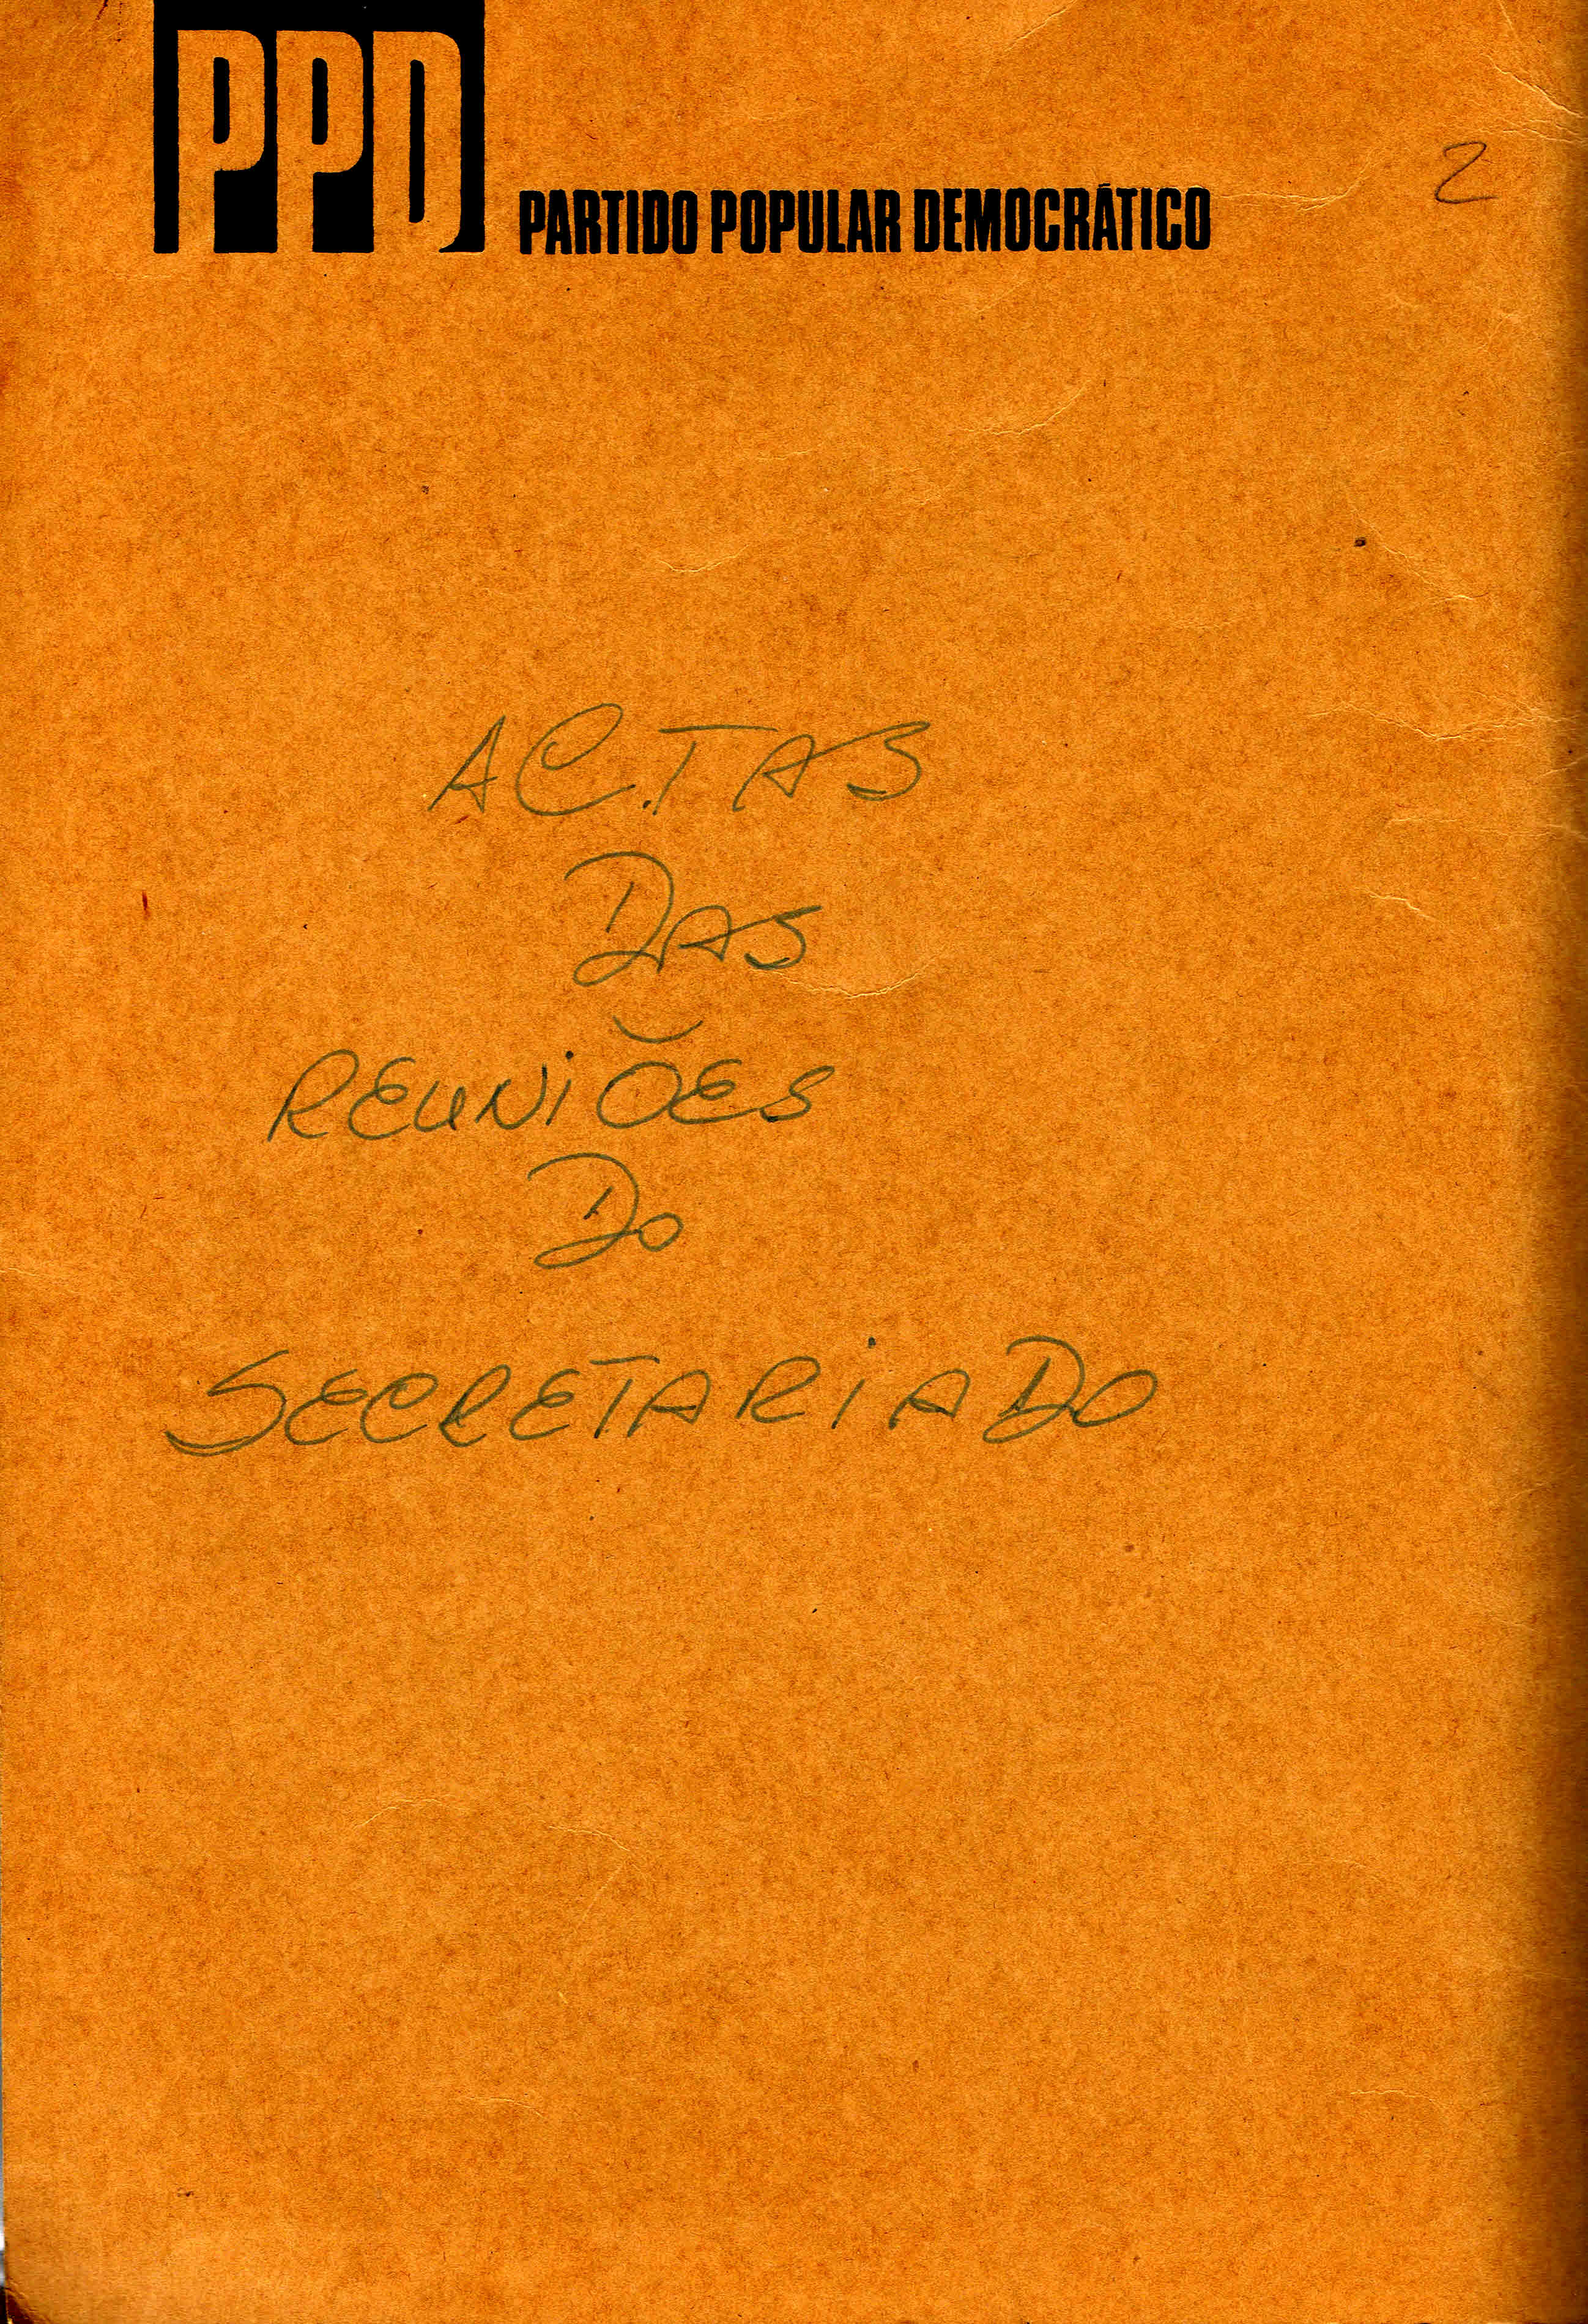 PPD
PARTIDO POPULAR DEMOCRÁTICO
2
ACTAS
DAS
REUNIÕES
DO
SECRETARIADO